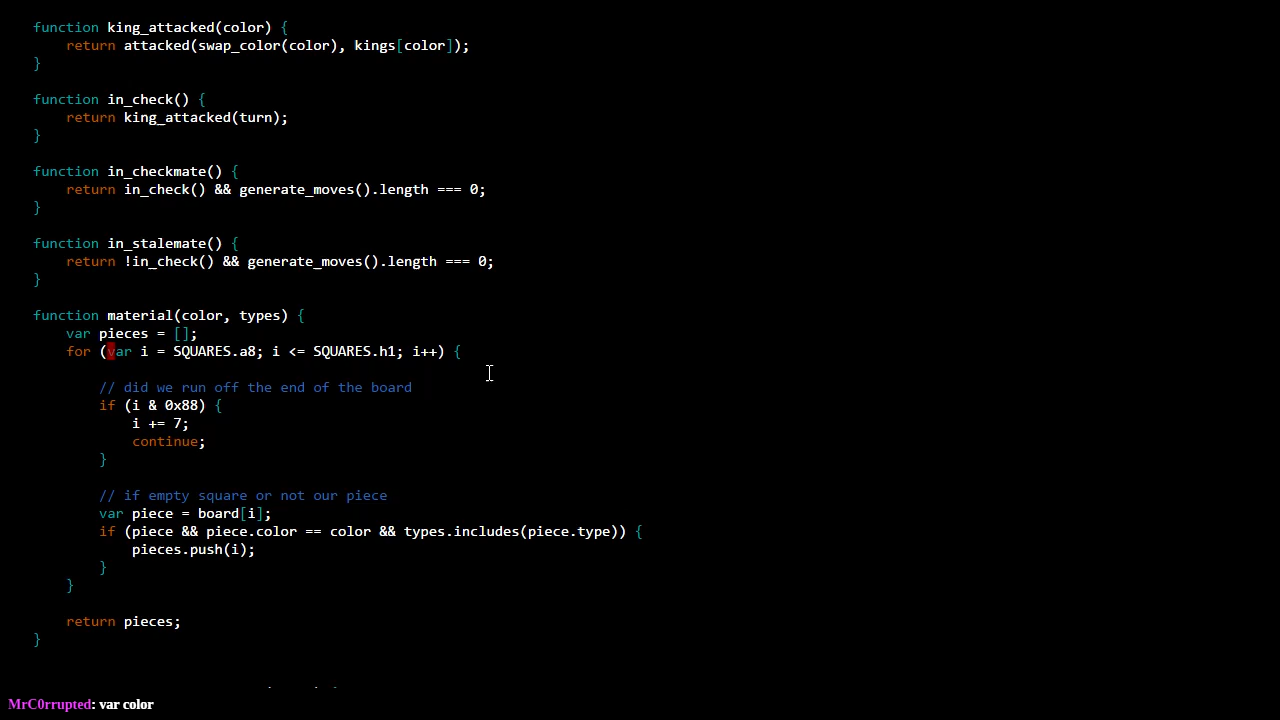 function king_attacked(color) {
return attacked(swap_color(color), kings[color]);
}
function in_check() {
return king_attacked(turn);
}
function in_checkmate() {
return in_check() && generate_moves().length === 0;
}
function in_stalemate() {
return !in_check() && generate_moves().length === 0;
}
function material(color, types) {
var pieces = [];
for (var i = SQUARES.a8; i <= SQUARES.h1; i++) {
// did we run off the end of the board
if (i & 0x88) {
i += 7;
continue;
}
// if empty square or not our piece
var piece = board[i];
if (piece && piece.color == color && types.includes(piece.type)) {
pieces.push(i);
}
}
return pieces;
}
MrC0rrupted: var color